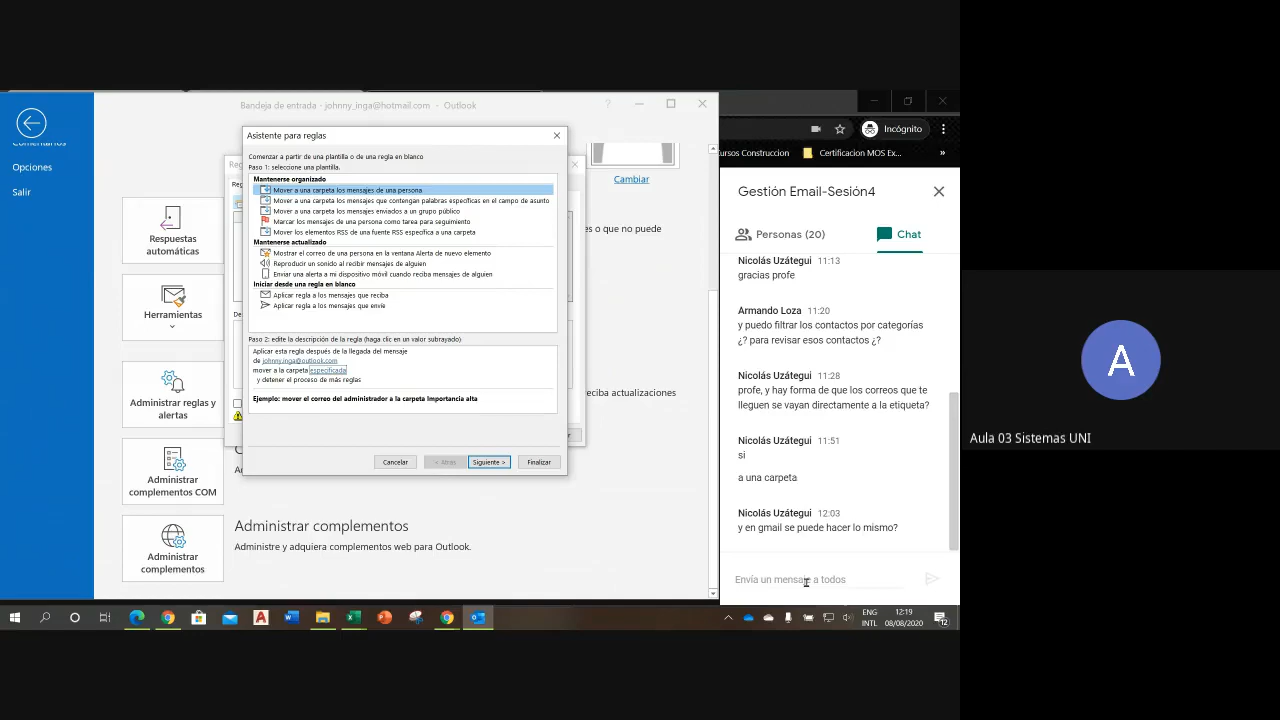 Bandeja de entrada - johnny_inga@hotmail.com - Outlook
?
Opciones
Salir
Respuestas
automáticas
Herramientas
Administrar reglas y
alertas
Administrar
complementos COM
Administrar
complementos
Cambiar
es o que no puede
eciba actualizaciones
Administrar complementos
Administre y adquiera complementos web para Outlook.
Asistente para reglas
Comenzar a partir de una plantilla o de una regla en blanco
Paso 1: seleccione una plantilla.
Mantenerse organizado
Mover a una carpeta los mensajes de una persona
Mover a una carpeta los mensajes que contengan palabras específicas en el campo de asunto
Mover a una carpeta los mensajes enviados a un grupo público
Marcar los mensajes de una persona como tarea para seguimiento
Mover los elementos RSS de una fuente RSS específica a una carpeta
Mantenerse actualizado
Mostrar el correo de una persona en la ventana Alerta de nuevo elemento
Reproducir un sonido al recibir mensajes de alguien
Enviar una alerta a mi dispositivo móvil cuando reciba mensajes de alguien
Iniciar desde una regla en blanco
Aplicar regla a los mensajes que reciba
Aplicar regla a los mensajes que envíe
Paso 2: edite la descripción de la regla (haga clic en un valor subrayado)
Aplicar esta regla después de la llegada del mensaje
de johnny.inga@outlook.com
mover a la carpeta especificada
y detener el proceso de más reglas
Ejemplo: mover el correo del administrador a la carpeta Importancia alta
Cancelar
< Atrás
Siguiente >
Finalizar
Incógnito
ursos Construccion
Certificacion MOS Ex...
»
Gestión Email-Sesión4
Personas (20)
Chat
Nicolás Uzátegui 11:13
gracias profe
Armando Loza 11:20
y puedo filtrar los contactos por categorías
¿? para revisar esos contactos ¿?
Nicolás Uzátegui 11:28
profe, y hay forma de que los correos que te
lleguen se vayan directamente a la etiqueta?
Nicolás Uzátegui 11:51
si
a una carpeta
Nicolás Uzátegui 12:03
y en gmail se puede hacer lo mismo?
Envía un mensaje a todos
ENG
INTL
12:19
08/08/2020
12
A
Aula 03 Sistemas UNI